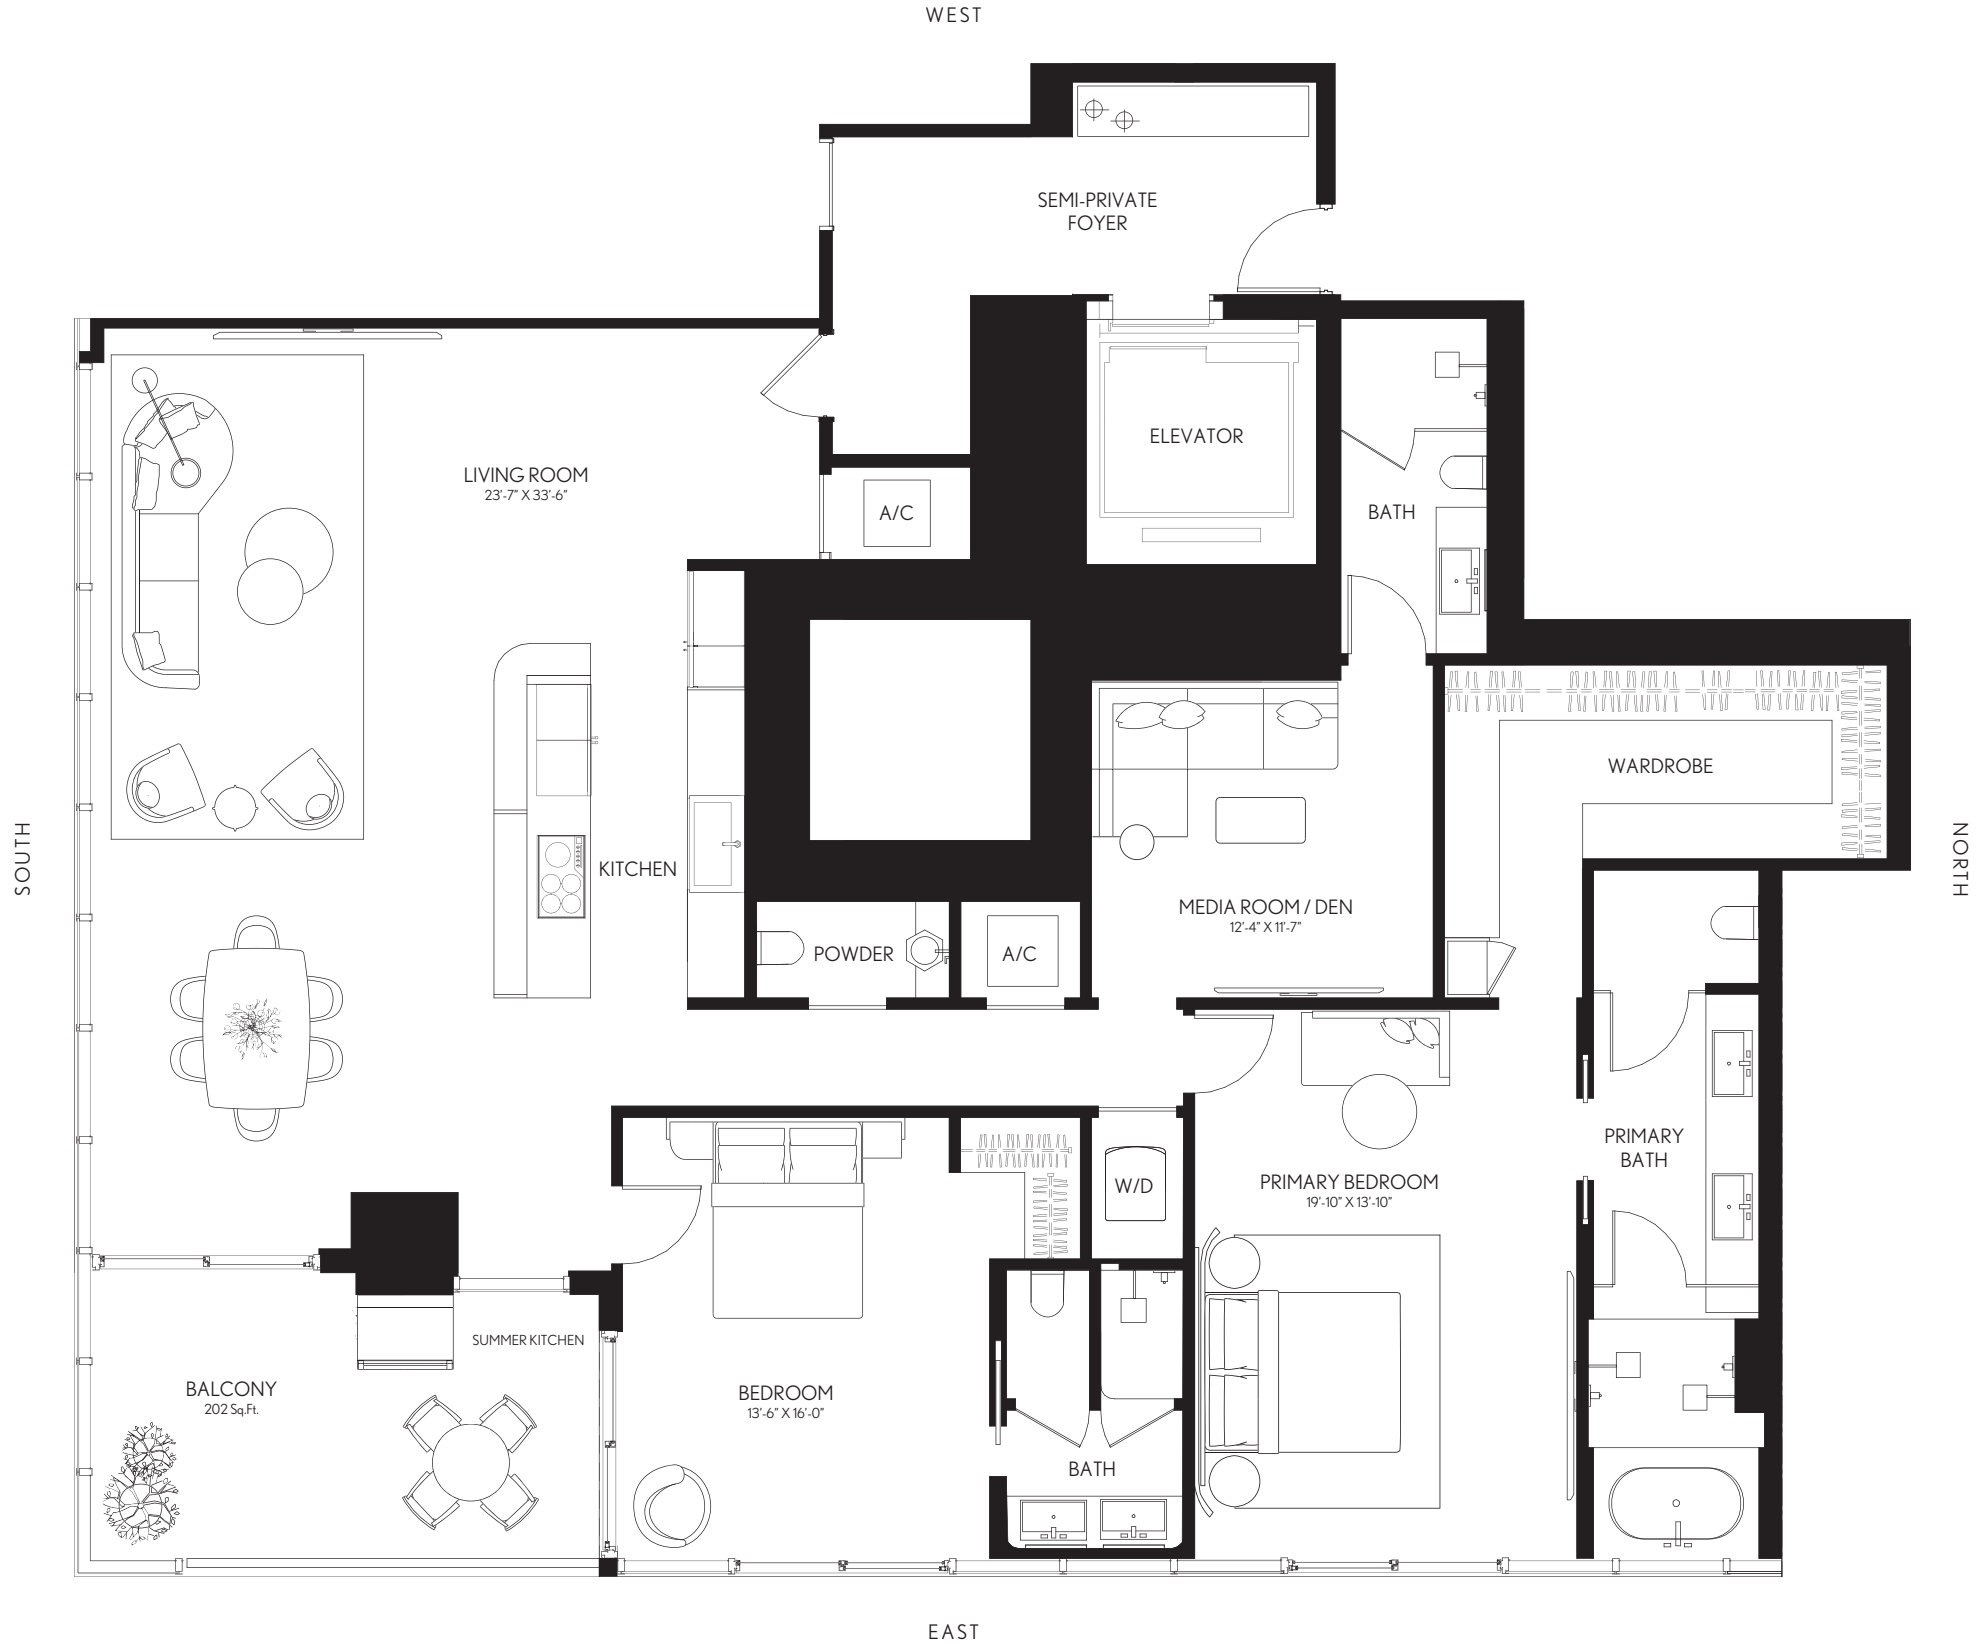 WEST
SEMI-PRIVATE
FOYER
ELEVATOR
LIVING ROOM
23'-7" X 33'-6"
A/C
BATH
WARDROBE
SOUTH
NORTH
KITCHEN
MEDIA ROOM / DEN
12'-4" X 11'-7"
POWDER
A/C
PRIMARY
BATH
W/D
PRIMARY BEDROOM
19'-10" X 13'-10"
SUMMER KITCHEN
BALCONY
202 Sq.Ft.
BEDROOM
13'-6" X 16'-0"
BATH
EAST